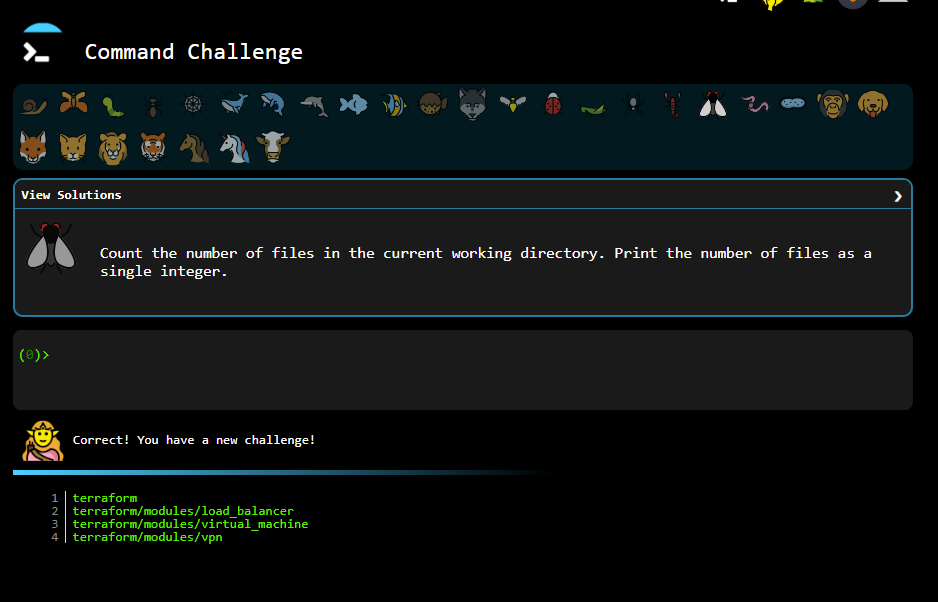 Command Challenge
View Solutions
Count the number of files in the current working directory. Print the number of files as a
single integer.
(0)>
Correct! You have a new challenge!
1 terraform
2 terraform/modules/load_balancer
3 terraform/modules/virtual_machine
4 terraform/modules/vpn